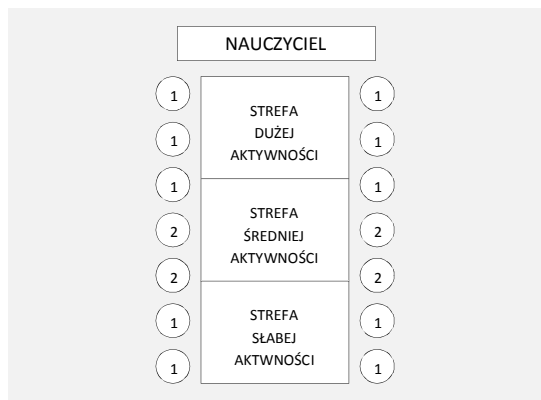 NAUCZYCIEL
1 1
STREFA
DUŻEJ
AKTYWNOŚCI
1 1
1 1
STREFA
ŚREDNIEJ
AKTYWNOŚCI
2 2
2 2
STREFA
SŁABEJ
AKTWNOŚCI
1 1
1 1